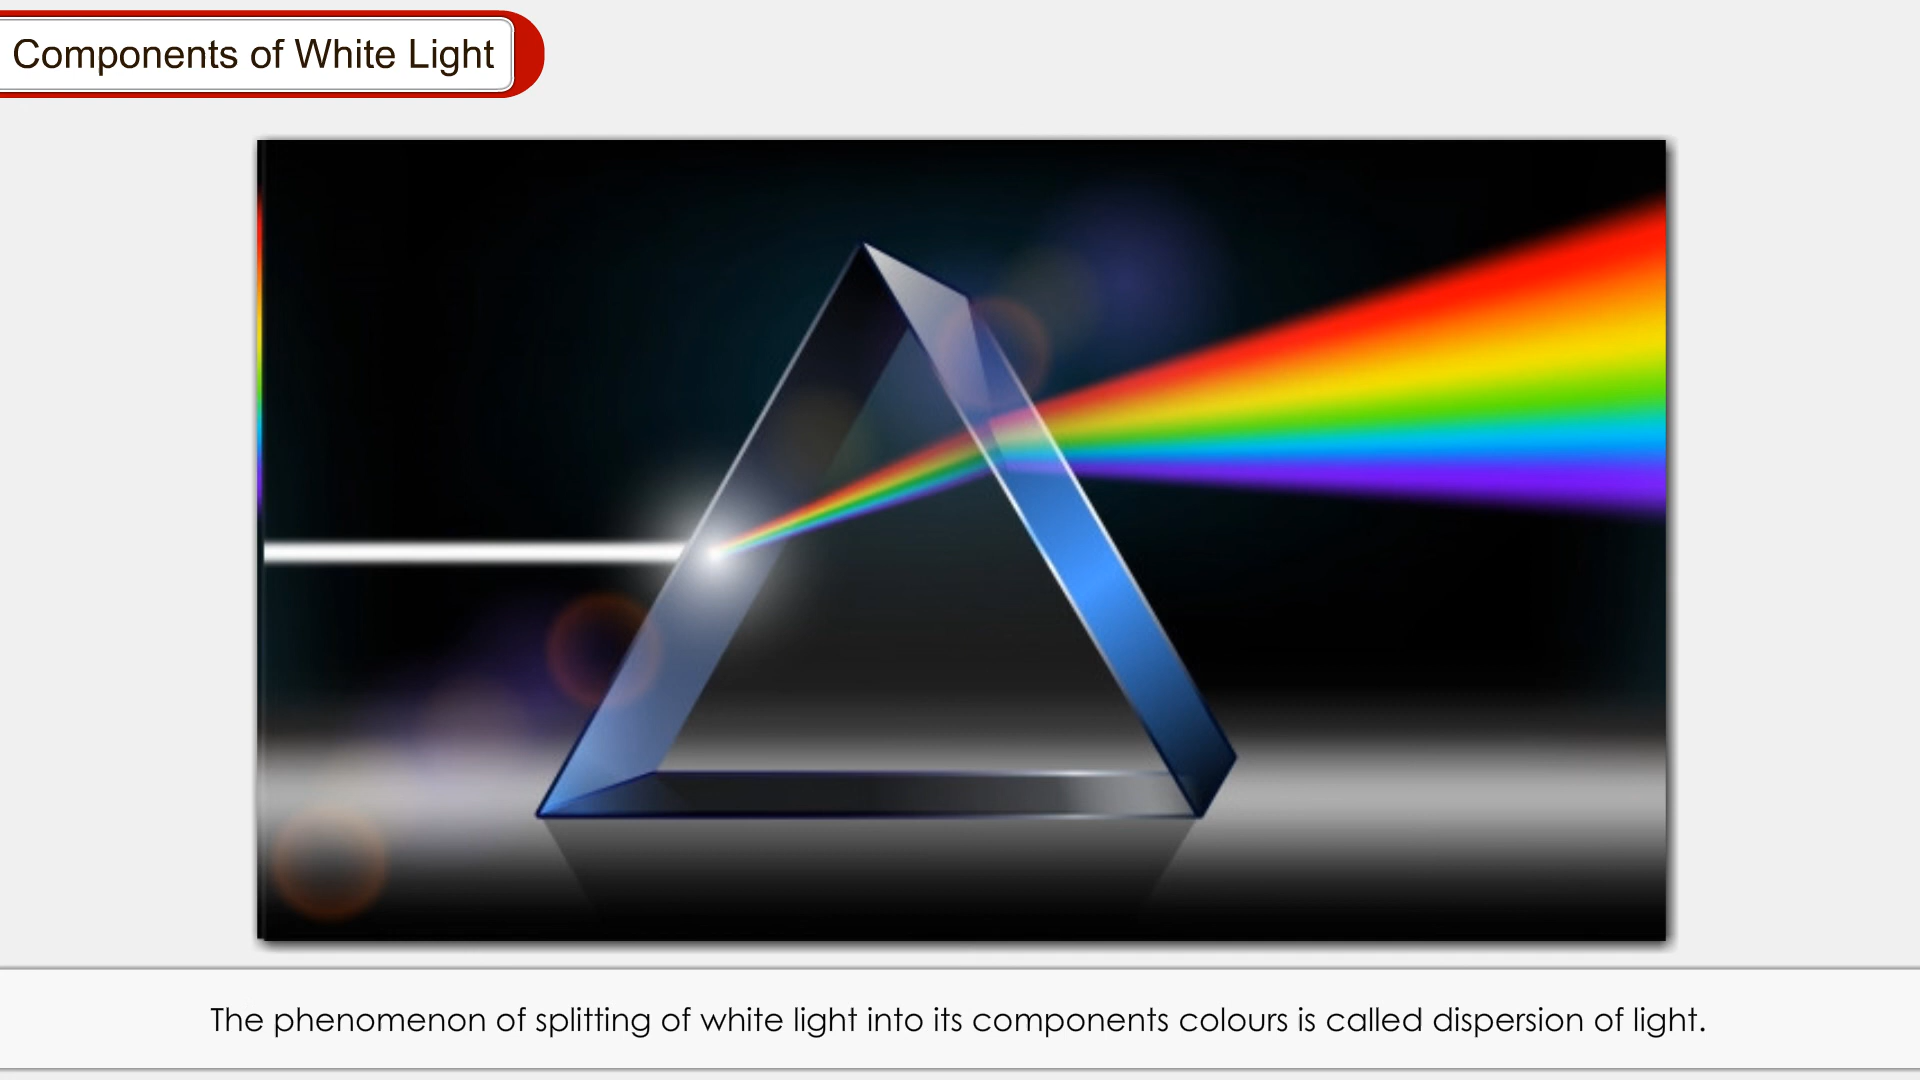 Components of White Light
The phenomenon of splitting of white light into its components colours is called dispersion of light.